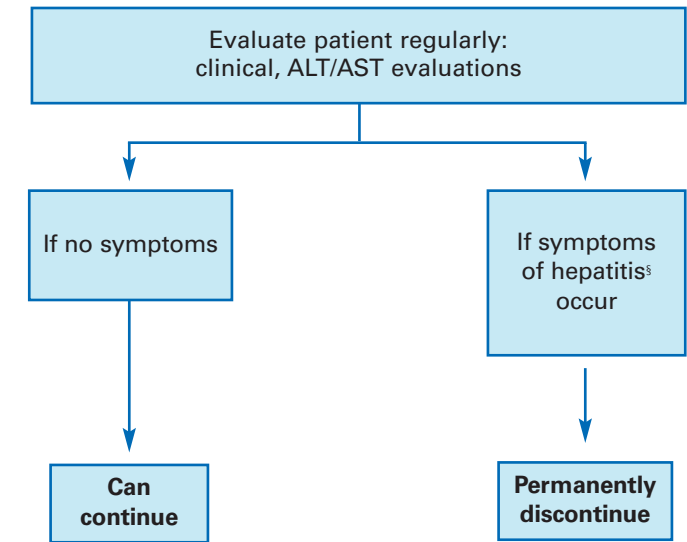 Evaluate patient regularly:
clinical, ALT/AST evaluations
If no symptoms
If symptoms
of hepatitis§
occur
Can
continue
Permanently
discontinue